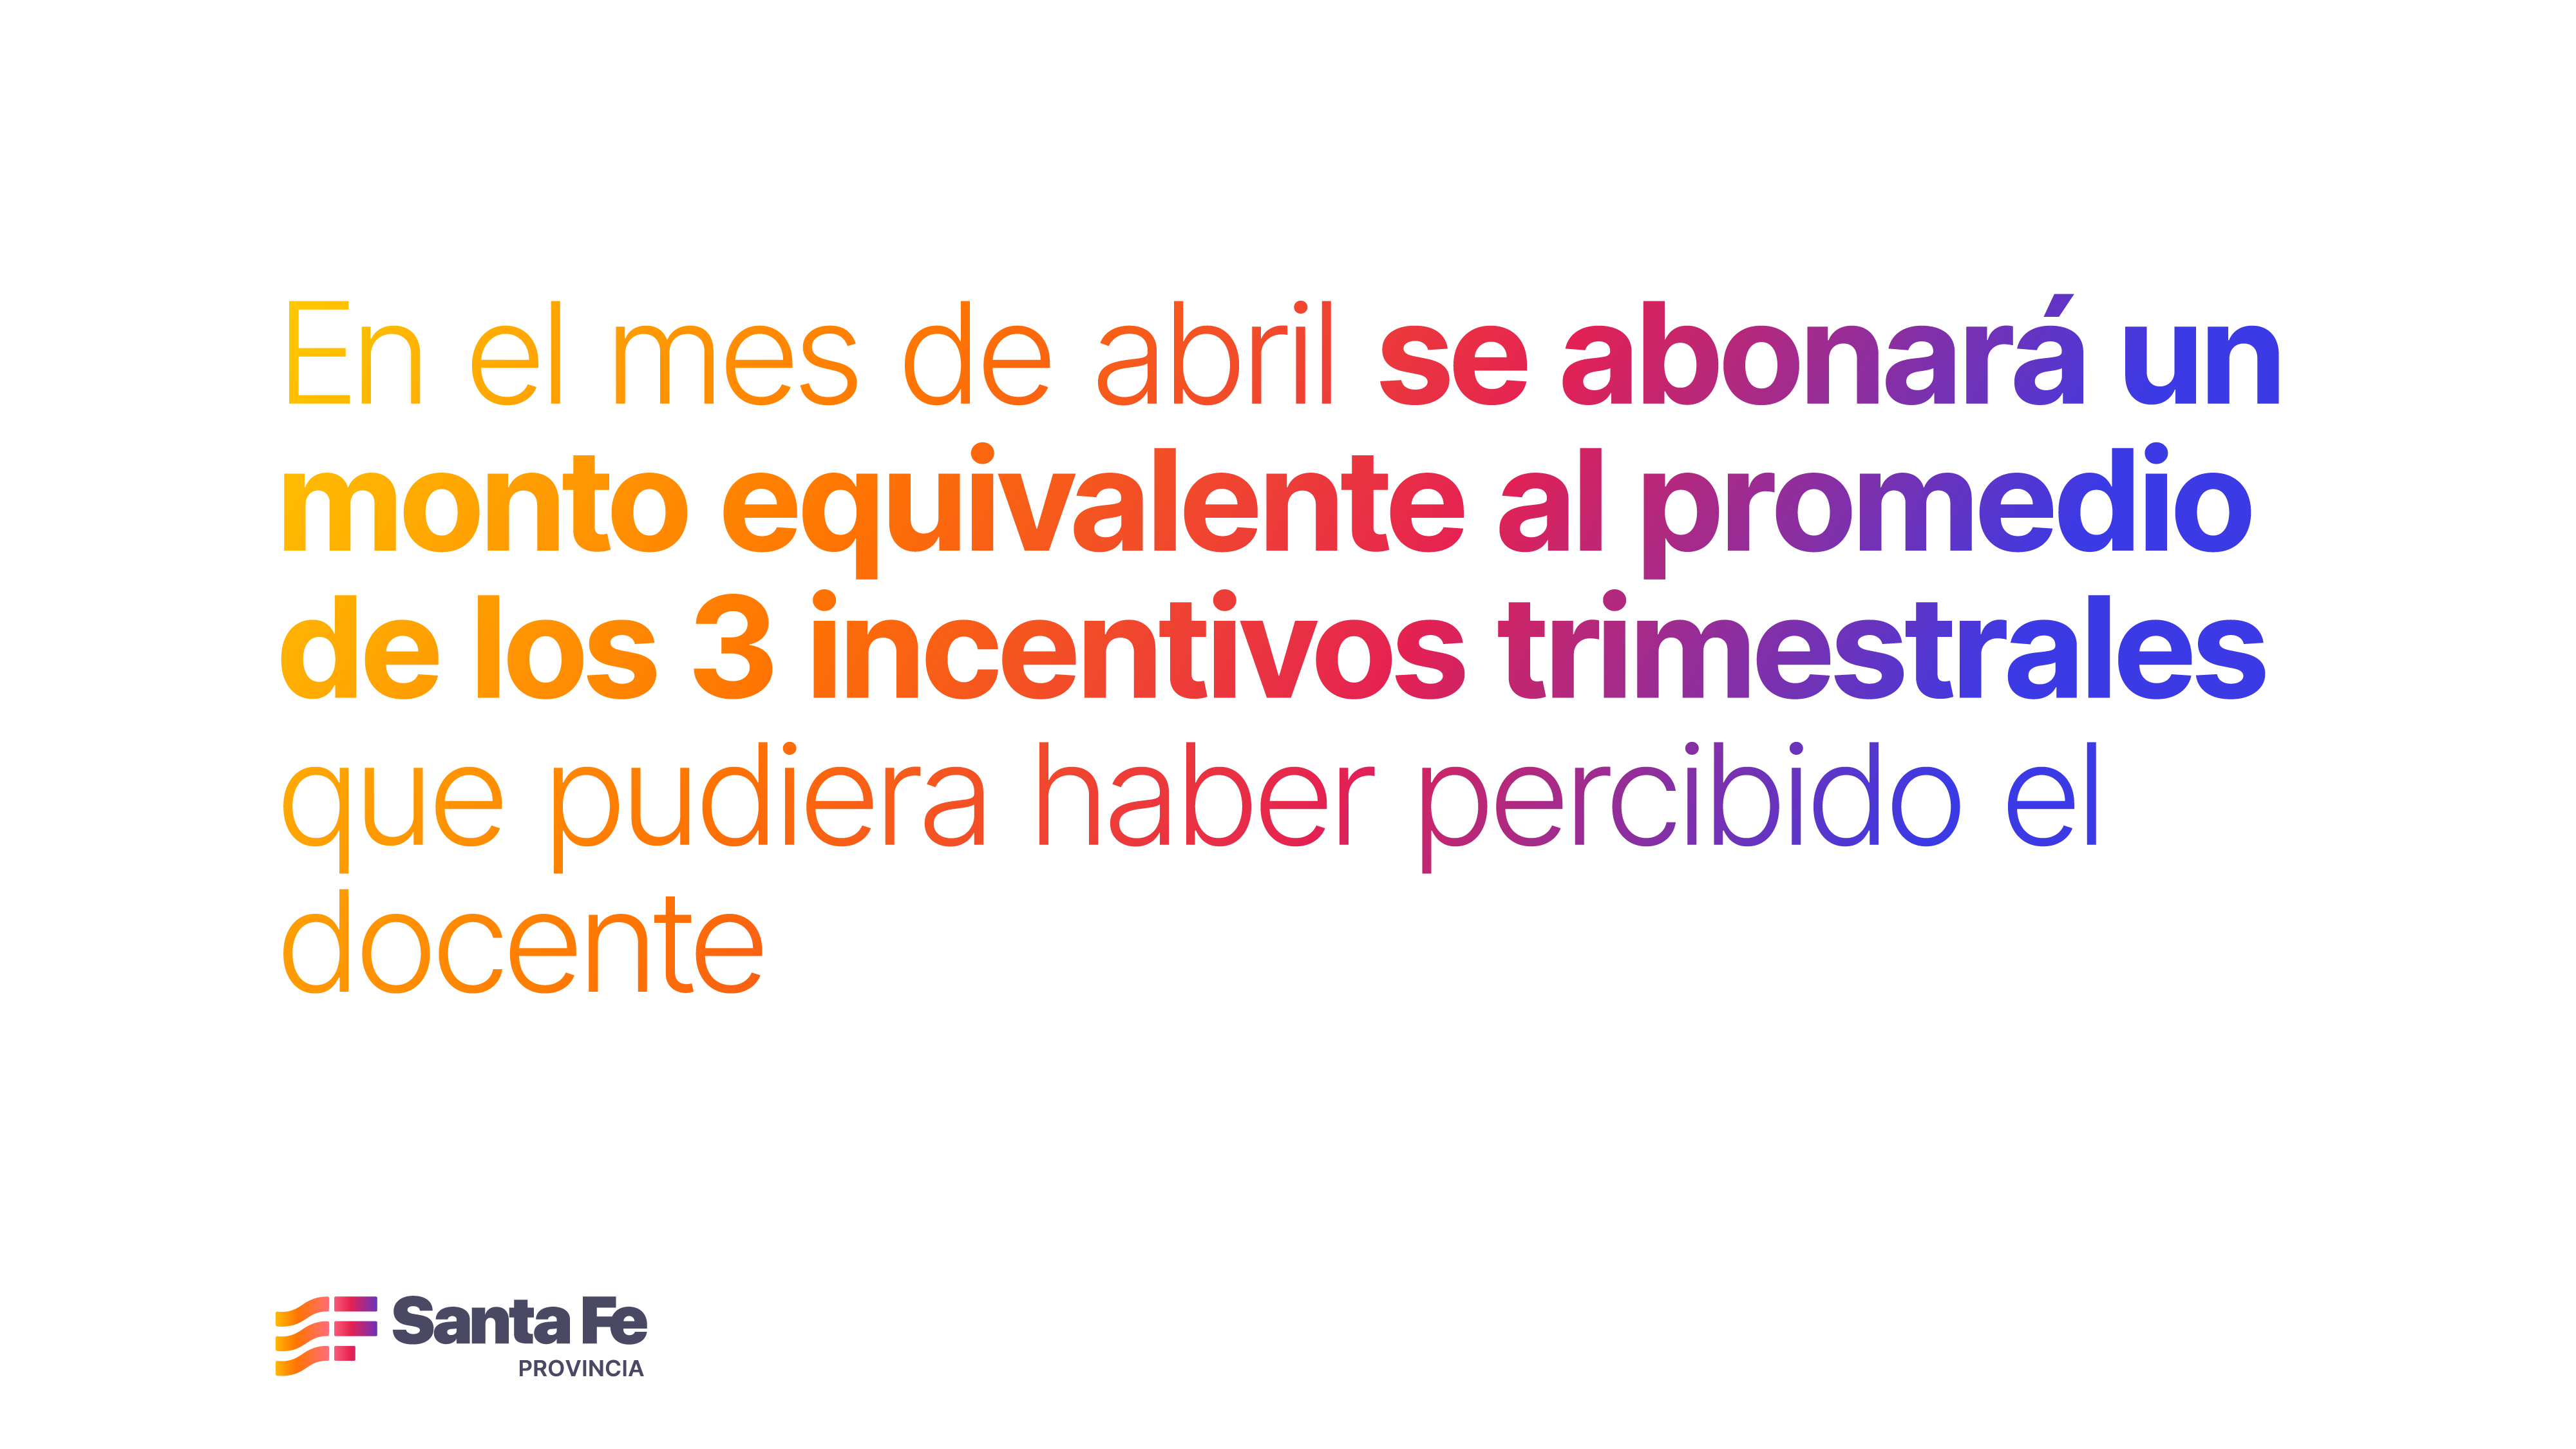 En el mes de abril se abonará un
monto equivalente al promedio
de los 3 incentivos trimestrales
que pudiera haber percibido el
docente
Santa Fe
PROVINCIA